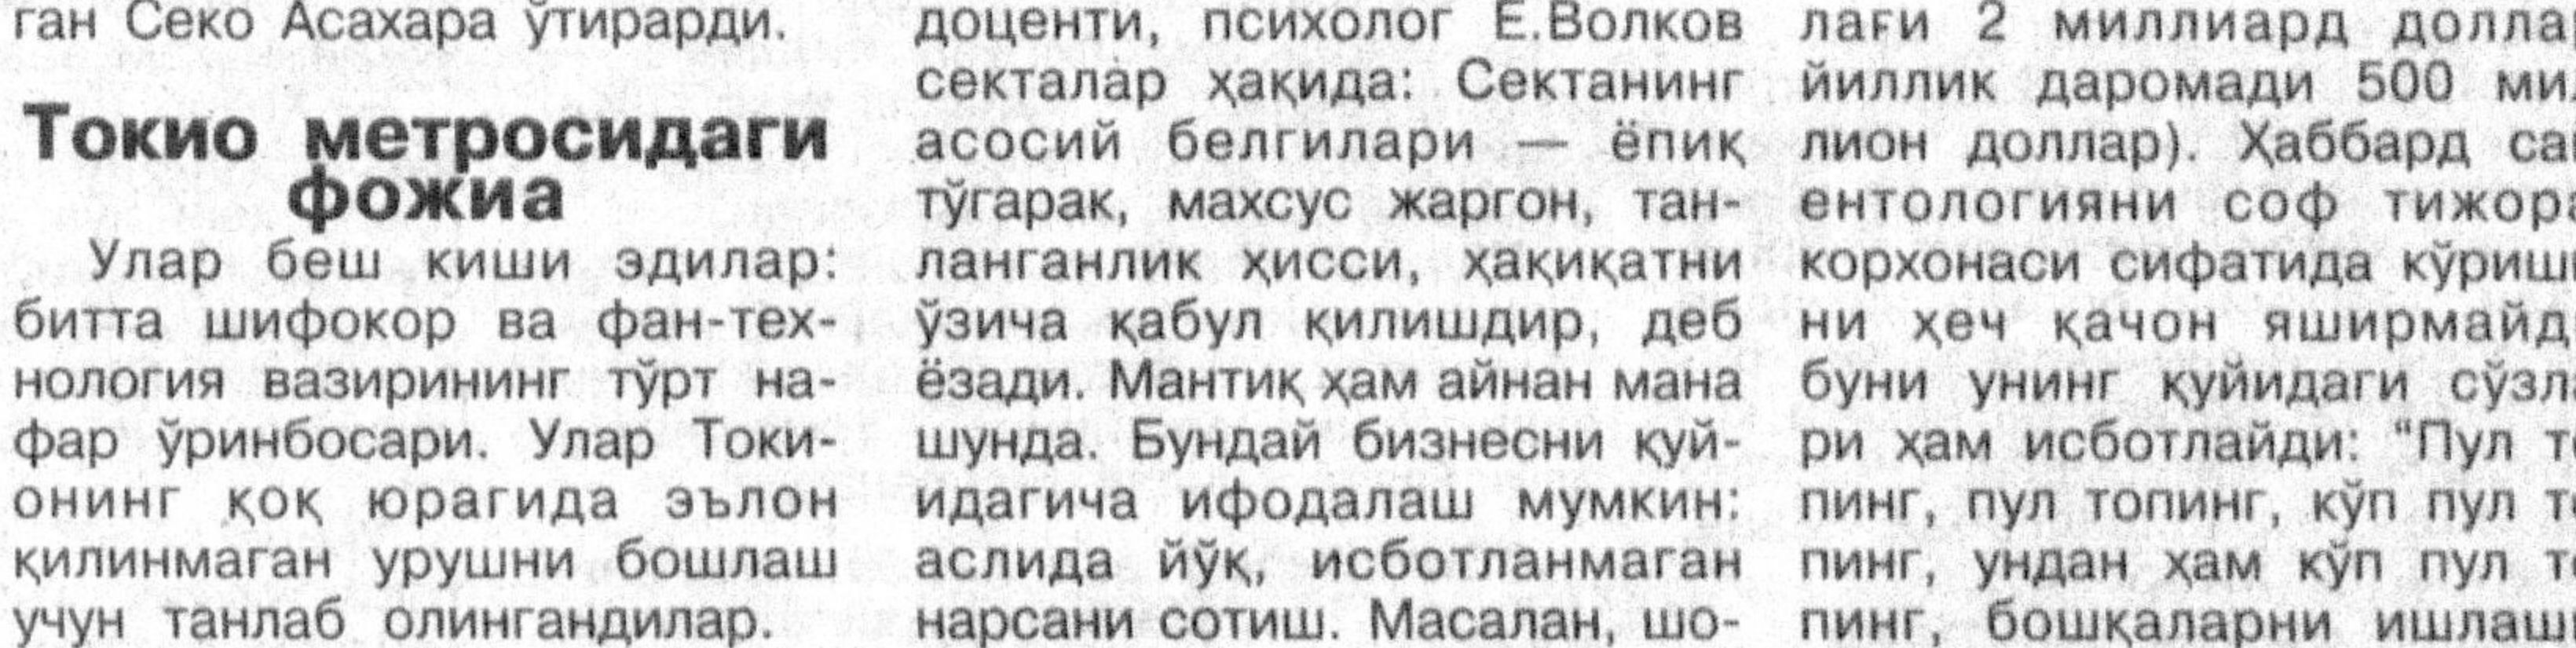 ган Секо Асахара ўтирарди.
Токио метросидаги
фожиа
Улар беш киши эдилар:
битта шифокор ва фан-тех-
нология вазирининг тўрт на-
фар ўринбосари. Улар Токи-
онинг қоқ юрагида эълон
қилинмаган урушни бошлаш
учун танлаб олингандилар.
доценти, психолог Е.Волков
секталар ҳақида: Сектанинг
асосий белгилари — ёпиқ
тўгарак, махсус жаргон, тан-
ланганлик ҳисси, ҳақиқатни
ўзича қабул қилишдир, деб
ёзади. Мантиқ ҳам айнан мана
шунда. Бундай бизнесни қуй-
идагича ифодалаш мумкин:
аслида йўқ, исботланмаган
нарсани сотиш. Масалан, шо-
лағи 2 миллиард
йиллик даромади 500
лион доллар). Ҳаббард
ентологияни соф
корхонаси сифатида
ни ҳеч қачон
буни унинг қуйидаги
ри ҳам исботлайди: “Пул
пинг, пул топинг, кўп пул
пинг, ундан ҳам кўп пул
пинг, бошқаларни